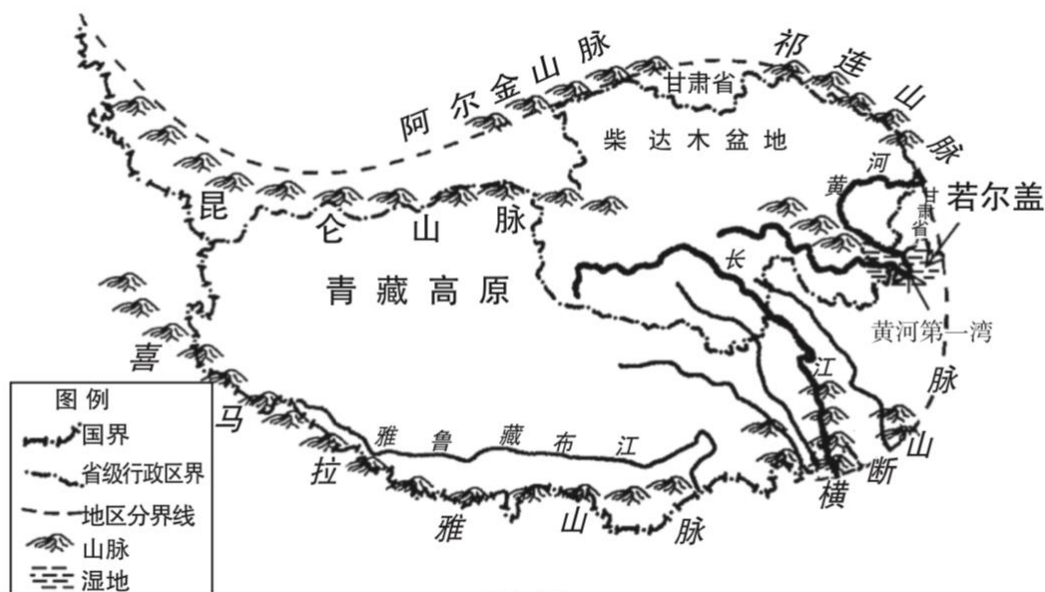 阿尔金山脉
祁连山脉
甘肃省
柴达木盆地
黄河
甘肃省
若尔盖
昆仑山脉
青藏高原
长江
黄河第一湾
喜马拉雅山脉
雅鲁藏布江
横断山脉
图例
国界
省级行政区界
地区分界线
山脉
湿地